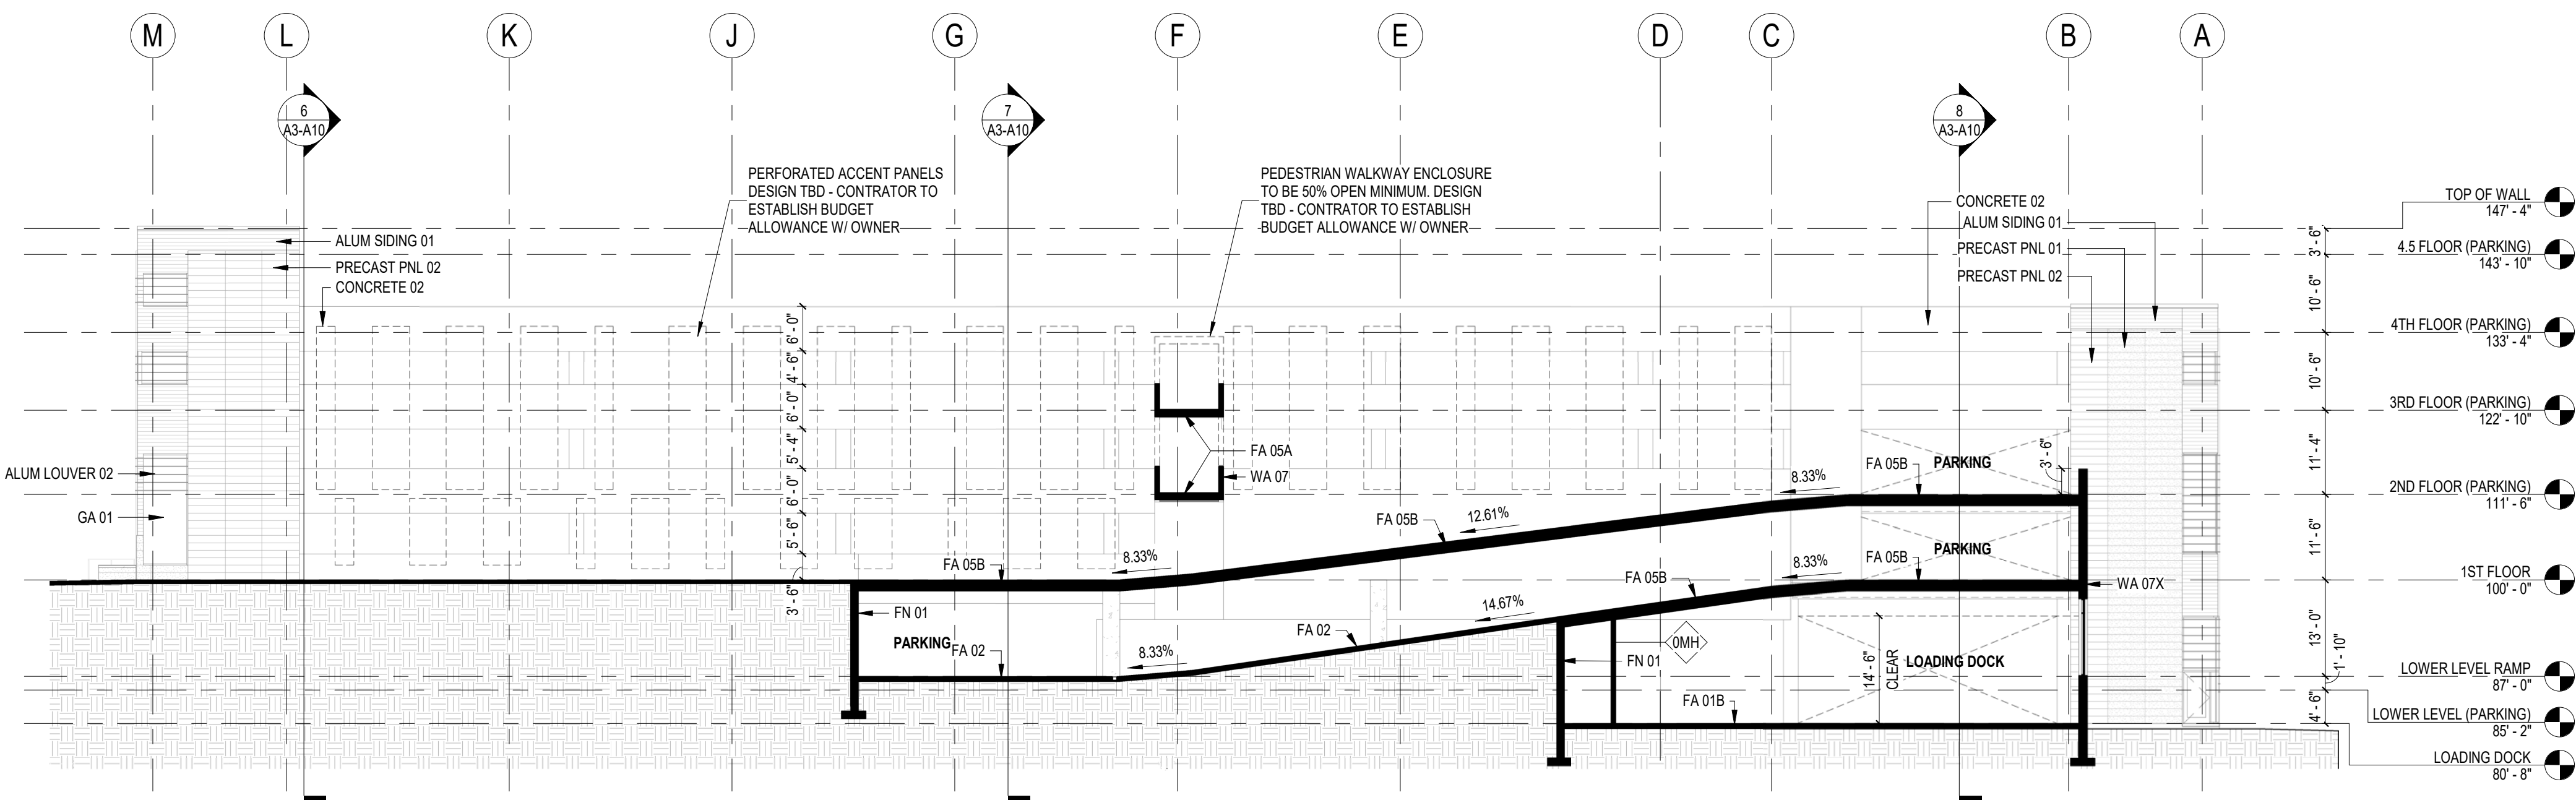 M
L
K
J
G
F
E
D
C
B
A
6
A3-A10
7
A3-A10
8
A3-A10
PERFORATED ACCENT PANELS
DESIGN TBD - CONTRATOR TO
ESTABLISH BUDGET
ALLOWANCE W/ OWNER
PEDESTRIAN WALKWAY ENCLOSURE
TO BE 50% OPEN MINIMUM. DESIGN
TBD - CONTRATOR TO ESTABLISH
BUDGET ALLOWANCE W/ OWNER
CONCRETE 02
ALUM SIDING 01
PRECAST PNL 01
PRECAST PNL 02
ALUM SIDING 01
PRECAST PNL 02
CONCRETE 02
ALUM LOUVER 02
GA 01
6' - 0"
4' - 6"
6' - 0"
5' - 4"
6' - 0"
5' - 6"
3' - 6"
FA 05A
WA 07
FA 05B
PARKING
3' - 6"
8.33%
12.61%
FA 05B
8.33%
FA 05B
PARKING
FA 05B
8.33%
FA 05B
WA 07X
14.67%
FA 02
8.33%
FN 01
PARKING
FA 02
0MH
FN 01
14' - 6"
CLEAR
LOADING DOCK
FA 01B
TOP OF WALL
147' - 4"
4.5 FLOOR (PARKING)
143' - 10"
4TH FLOOR (PARKING)
133' - 4"
3RD FLOOR (PARKING)
122' - 10"
2ND FLOOR (PARKING)
111' - 6"
1ST FLOOR
100' - 0"
LOWER LEVEL RAMP
87' - 0"
LOWER LEVEL (PARKING)
85' - 2"
LOADING DOCK
80' - 8"
3' - 6"
10' - 6"
10' - 6"
11' - 4"
11' - 6"
13' - 0"
1' - 10"
4' - 6"